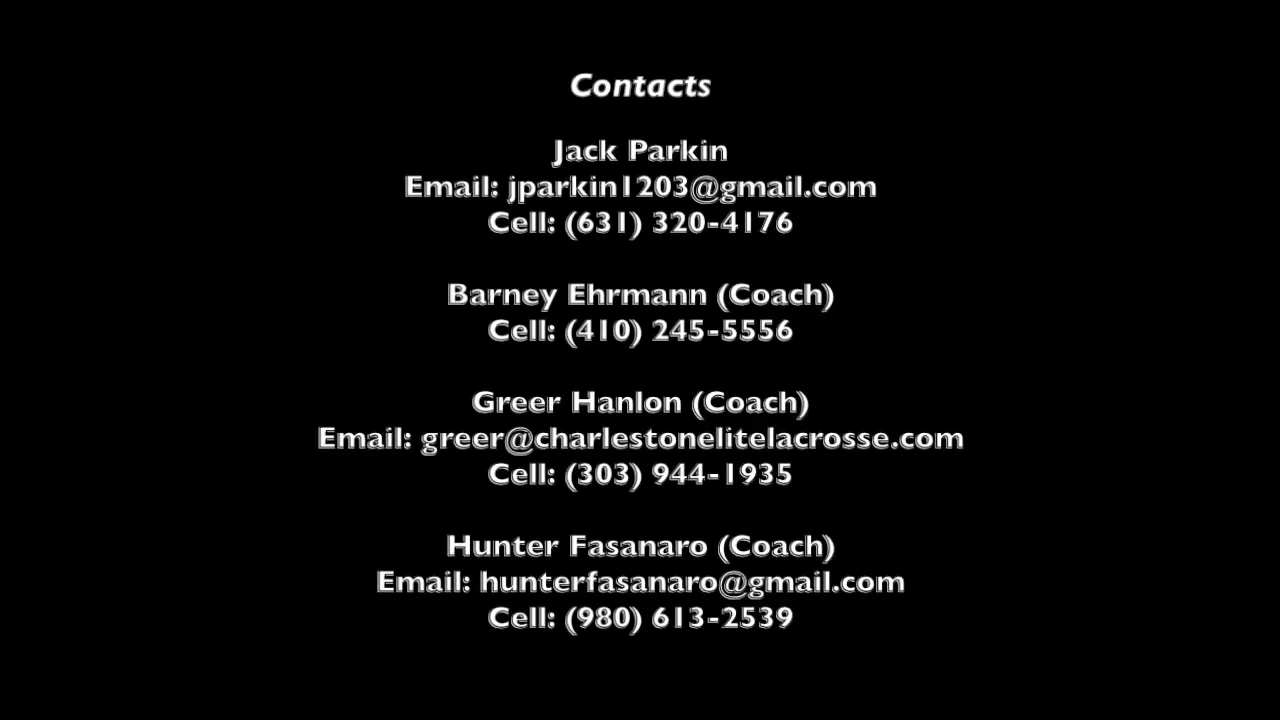 Contacts
Jack Parkin
Email: jparkin1203@gmail.com
Cell: (631) 320-4176
Barney Ehrmann (Coach)
Cell: (410) 245-5556
Greer Hanlon (Coach)
Email: greer@charlestonelitelacrosse.com
Cell: (303) 944-1935
Hunter Fasanaro (Coach)
Email: hunterfasanaro@gmail.com
Cell: (980) 613-2539